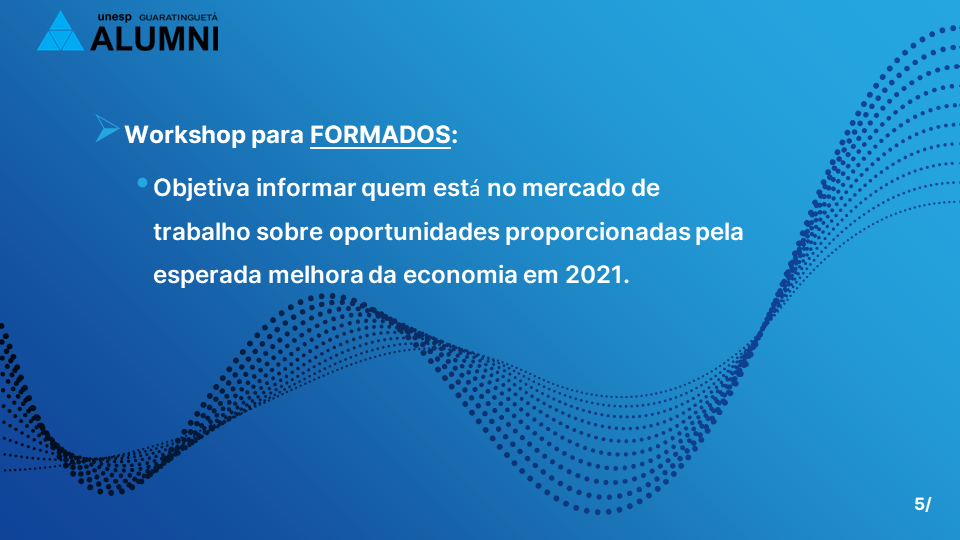 unesp GUARATINGUETÁ
ALUMNI
Workshop para FORMADOS:
Objetiva informar quem está no mercado de
trabalho sobre oportunidades proporcionadas pela
esperada melhora da economia em 2021.
5/